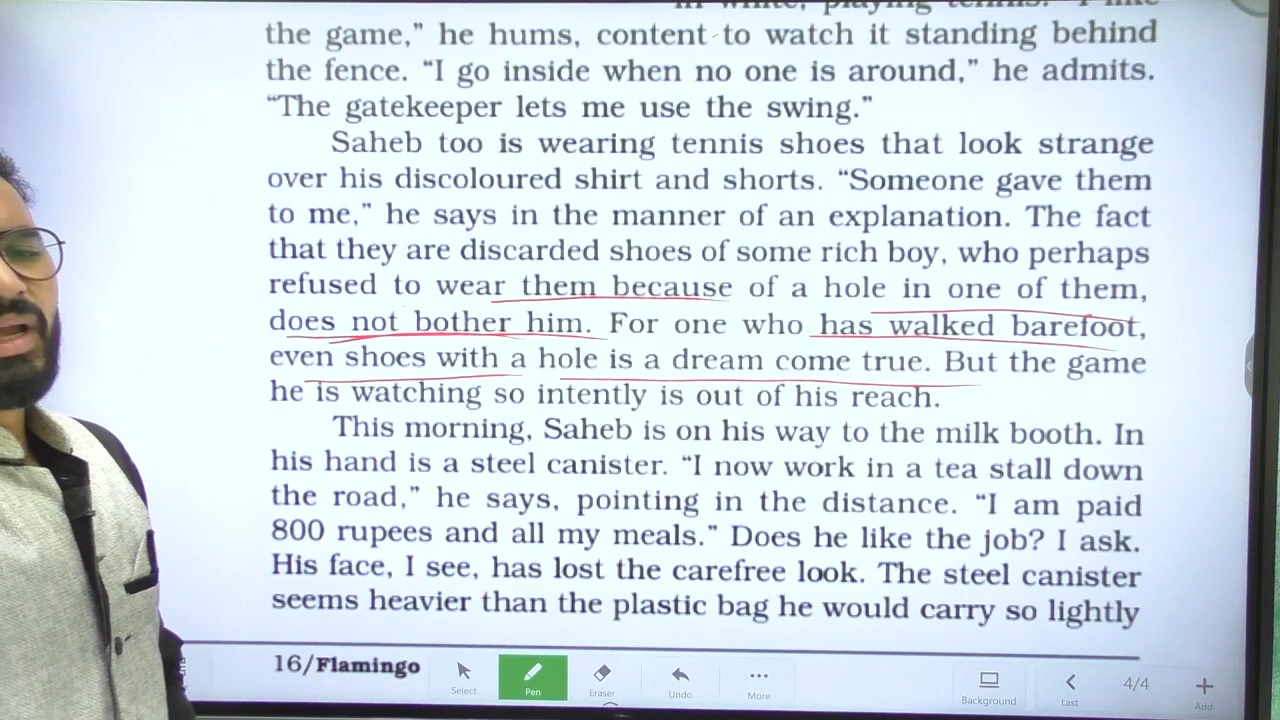 in white, playing tennis. "I like
the game," he hums, content to watch it standing behind
the fence. "I go inside when no one is around," he admits.
"The gatekeeper lets me use the swing."
Saheb too is wearing tennis shoes that look strange
over his discoloured shirt and shorts. "Someone gave them
to me," he says in the manner of an explanation. The fact
that they are discarded shoes of some rich boy, who perhaps
refused to wear them because of a hole in one of them,
does not bother him. For one who has walked barefoot,
even shoes with a hole is a dream come true. But the game
he is watching so intently is out of his reach.
This morning, Saheb is on his way to the milk booth. In
his hand is a steel canister. "I now work in a tea stall down
the road," he says, pointing in the distance. "I am paid
800 rupees and all my meals." Does he like the job? I ask.
His face, I see, has lost the carefree look. The steel canister
seems heavier than the plastic bag he would carry so lightly
16/Flamingo
Select
Pen
Eraser
Undo
More
Background
Last
4/4
Add